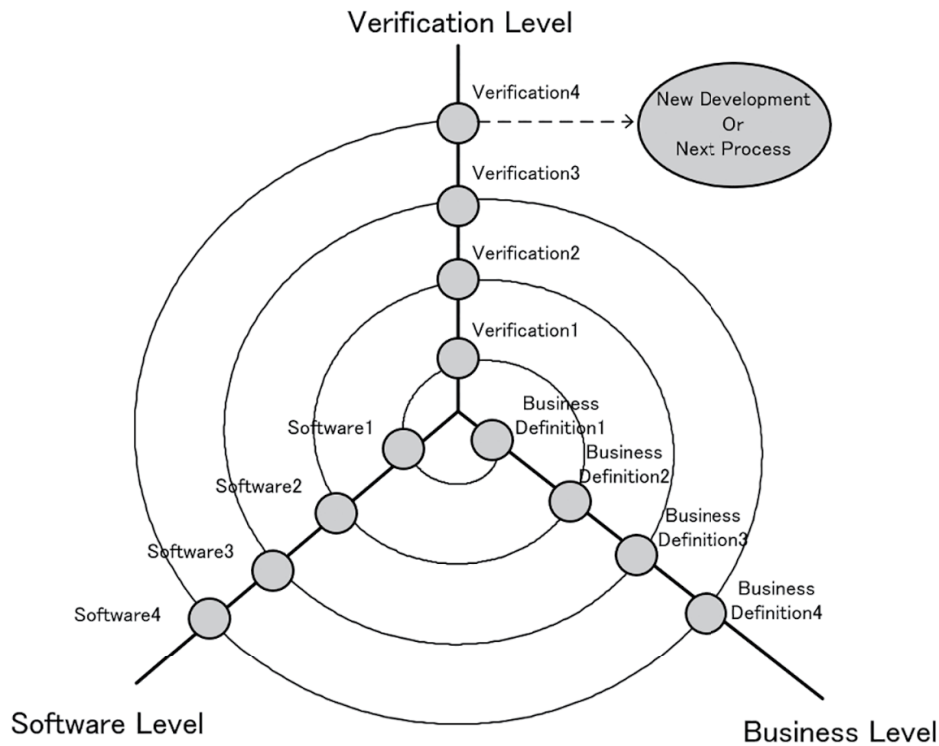 Verification Level
Verification4
New Development
Or
Next Process
Verification3
Verification2
Verification1
Business
Definition1
Software1
Business
Definition2
Software2
Business
Definition3
Software3
Business
Definition4
Software4
Software Level
Business Level